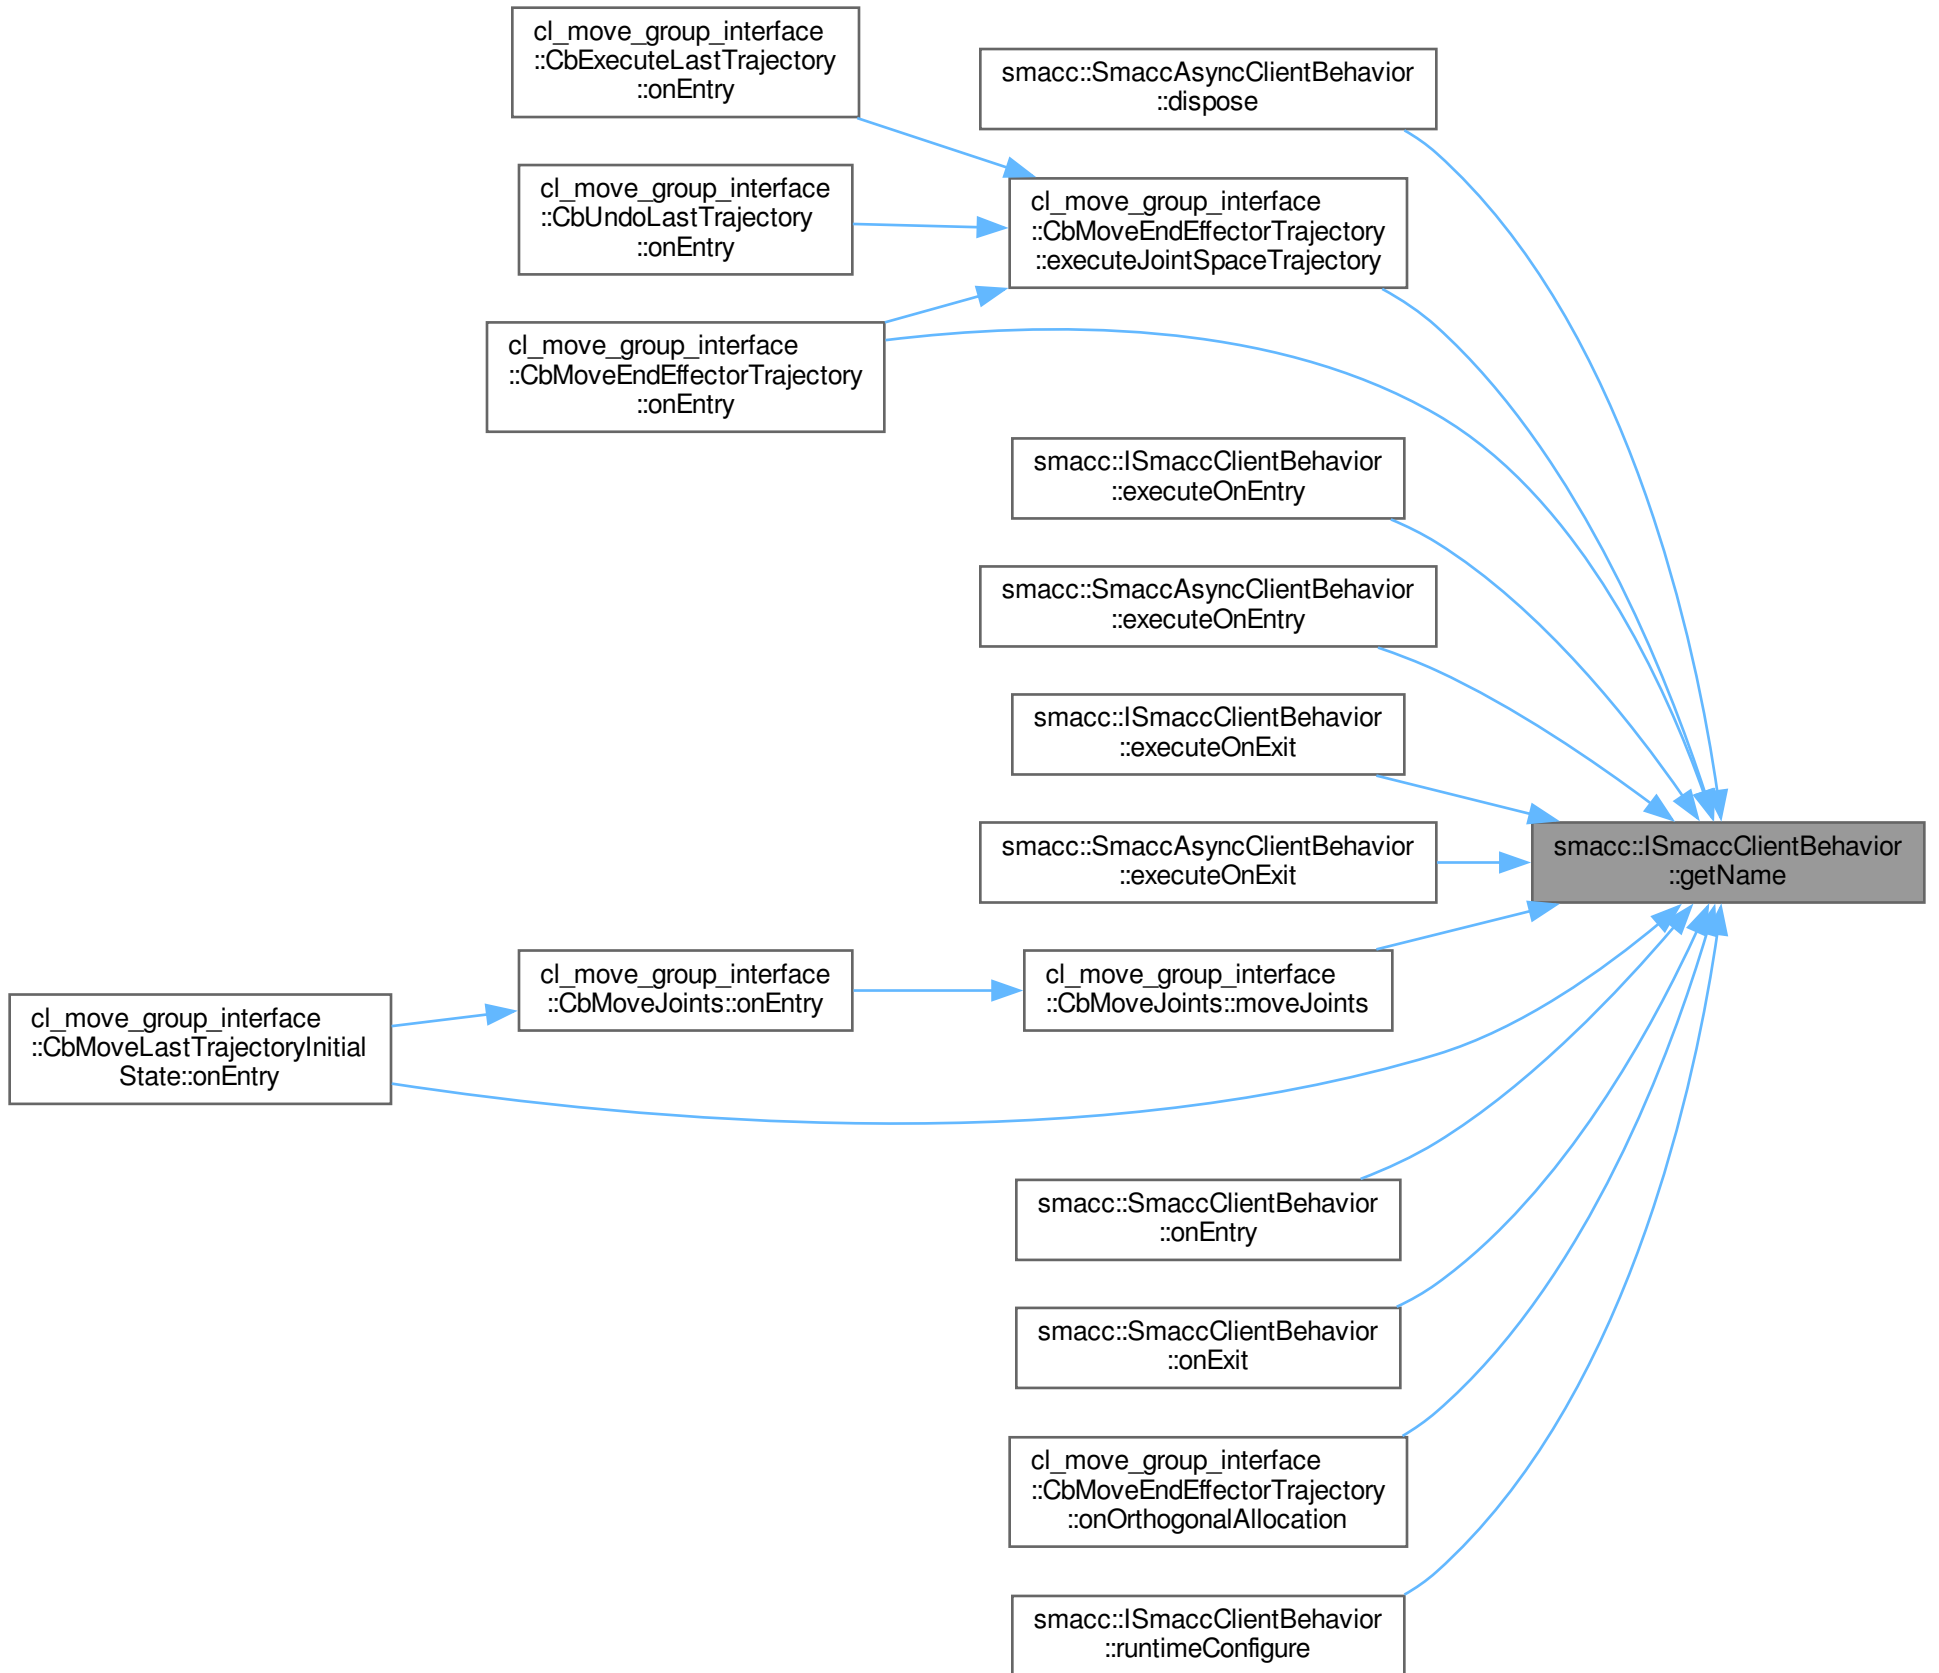 cl_move_group_interface
::CbExecuteLastTrajectory
::onEntry
smacc::SmaccAsyncClientBehavior
::dispose
cl_move_group_interface
::CbUndoLastTrajectory
::onEntry
cl_move_group_interface
::CbMoveEndEffectorTrajectory
::executeJointSpaceTrajectory
cl_move_group_interface
::CbMoveEndEffectorTrajectory
::onEntry
smacc::ISmaccClientBehavior
::executeOnEntry
smacc::SmaccAsyncClientBehavior
::executeOnEntry
smacc::ISmaccClientBehavior
::executeOnExit
smacc::SmaccAsyncClientBehavior
::executeOnExit
smacc::ISmaccClientBehavior
::getName
cl_move_group_interface
::CbMoveLastTrajectoryInitial
State::onEntry
cl_move_group_interface
::CbMoveJoints::onEntry
cl_move_group_interface
::CbMoveJoints::moveJoints
smacc::SmaccClientBehavior
::onEntry
smacc::SmaccClientBehavior
::onExit
cl_move_group_interface
::CbMoveEndEffectorTrajectory
::onOrthogonalAllocation
smacc::ISmaccClientBehavior
::runtimeConfigure